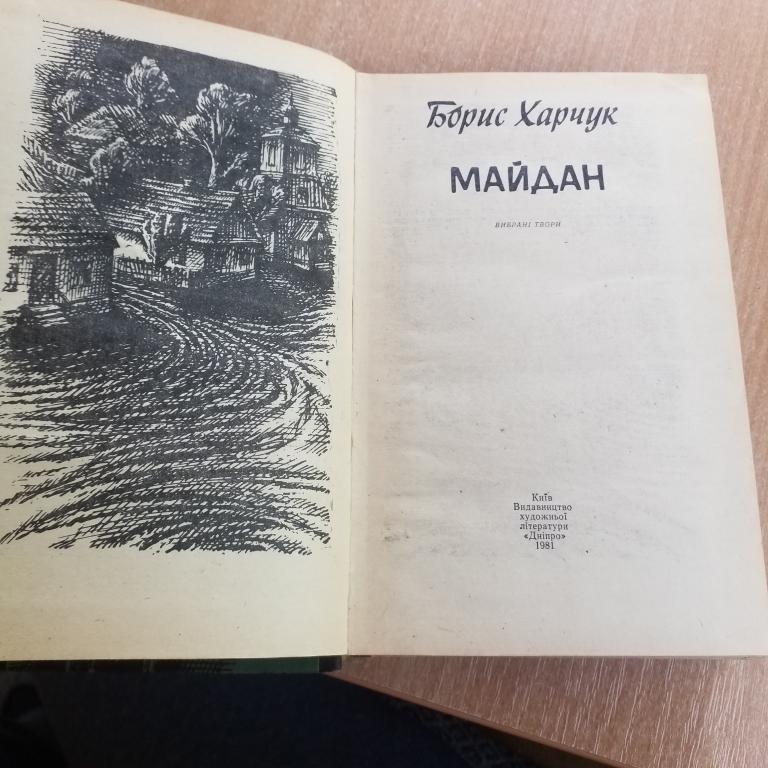 Борис Харчук
МАЙДАН
ВИБРАНІ ТВОРИ
Київ
Видавництво
художньої
літератури
«Дніпро»
1981